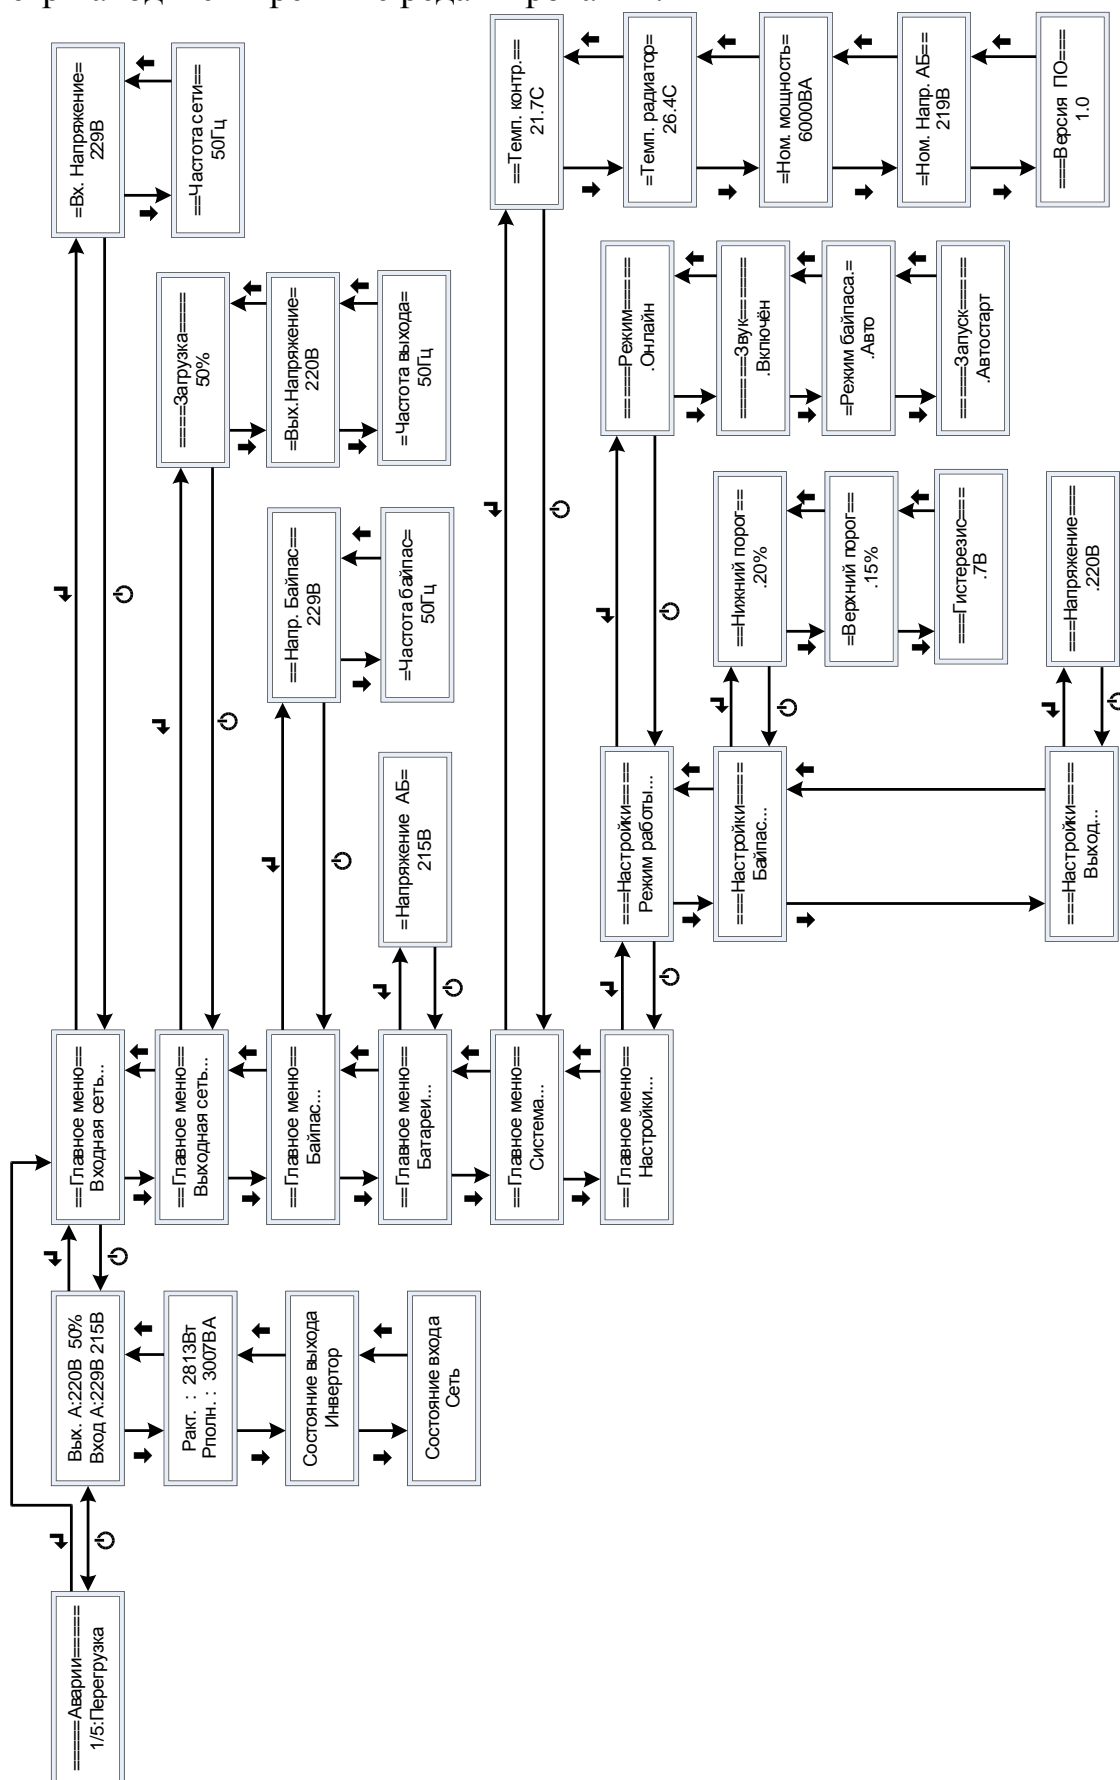 =====Аварии=====
1/5:Перегрузка
Вых. А:220В 50%
Вход А:229В 215В
Ракт. : 2813Вт
Рполн. : 3007ВА
Состояние выхода
Инвертор
Состояние входа
Сеть
==Главное меню==
Входная сеть...
==Главное меню==
Выходная сеть...
==Главное меню==
Байпас...
==Главное меню==
Батареи...
==Главное меню==
Система...
==Главное меню==
Настройки...
=Вх. Напряжение=
229В
==Частота сети==
50Гц
====Загрузка====
50%
=Вых.Напряжение=
220В
=Частота выхода=
50Гц
==Напр. Байпас==
229В
=Частота байпас=
50Гц
=Напряжение АБ=
215В
==Темп. контр.==
21.7С
=Темп. радиатор=
26.4С
=Ном. мощность=
6000ВА
=Ном. Напр. АБ==
219В
===Версия ПО===
1.0
====Настройки=====
Режим работы...
====Настройки====
Байпас...
====Настройки====
Выход...
=====Режим======
.Онлайн
======Звук======
.Включён
=Режим байпаса.=
.Авто
=====Запуск=====
.Автостарт
==Нижний порог==
.20%
=Верхний порог==
.15%
===Гистерезис===
.7В
===Напряжение===
.220В